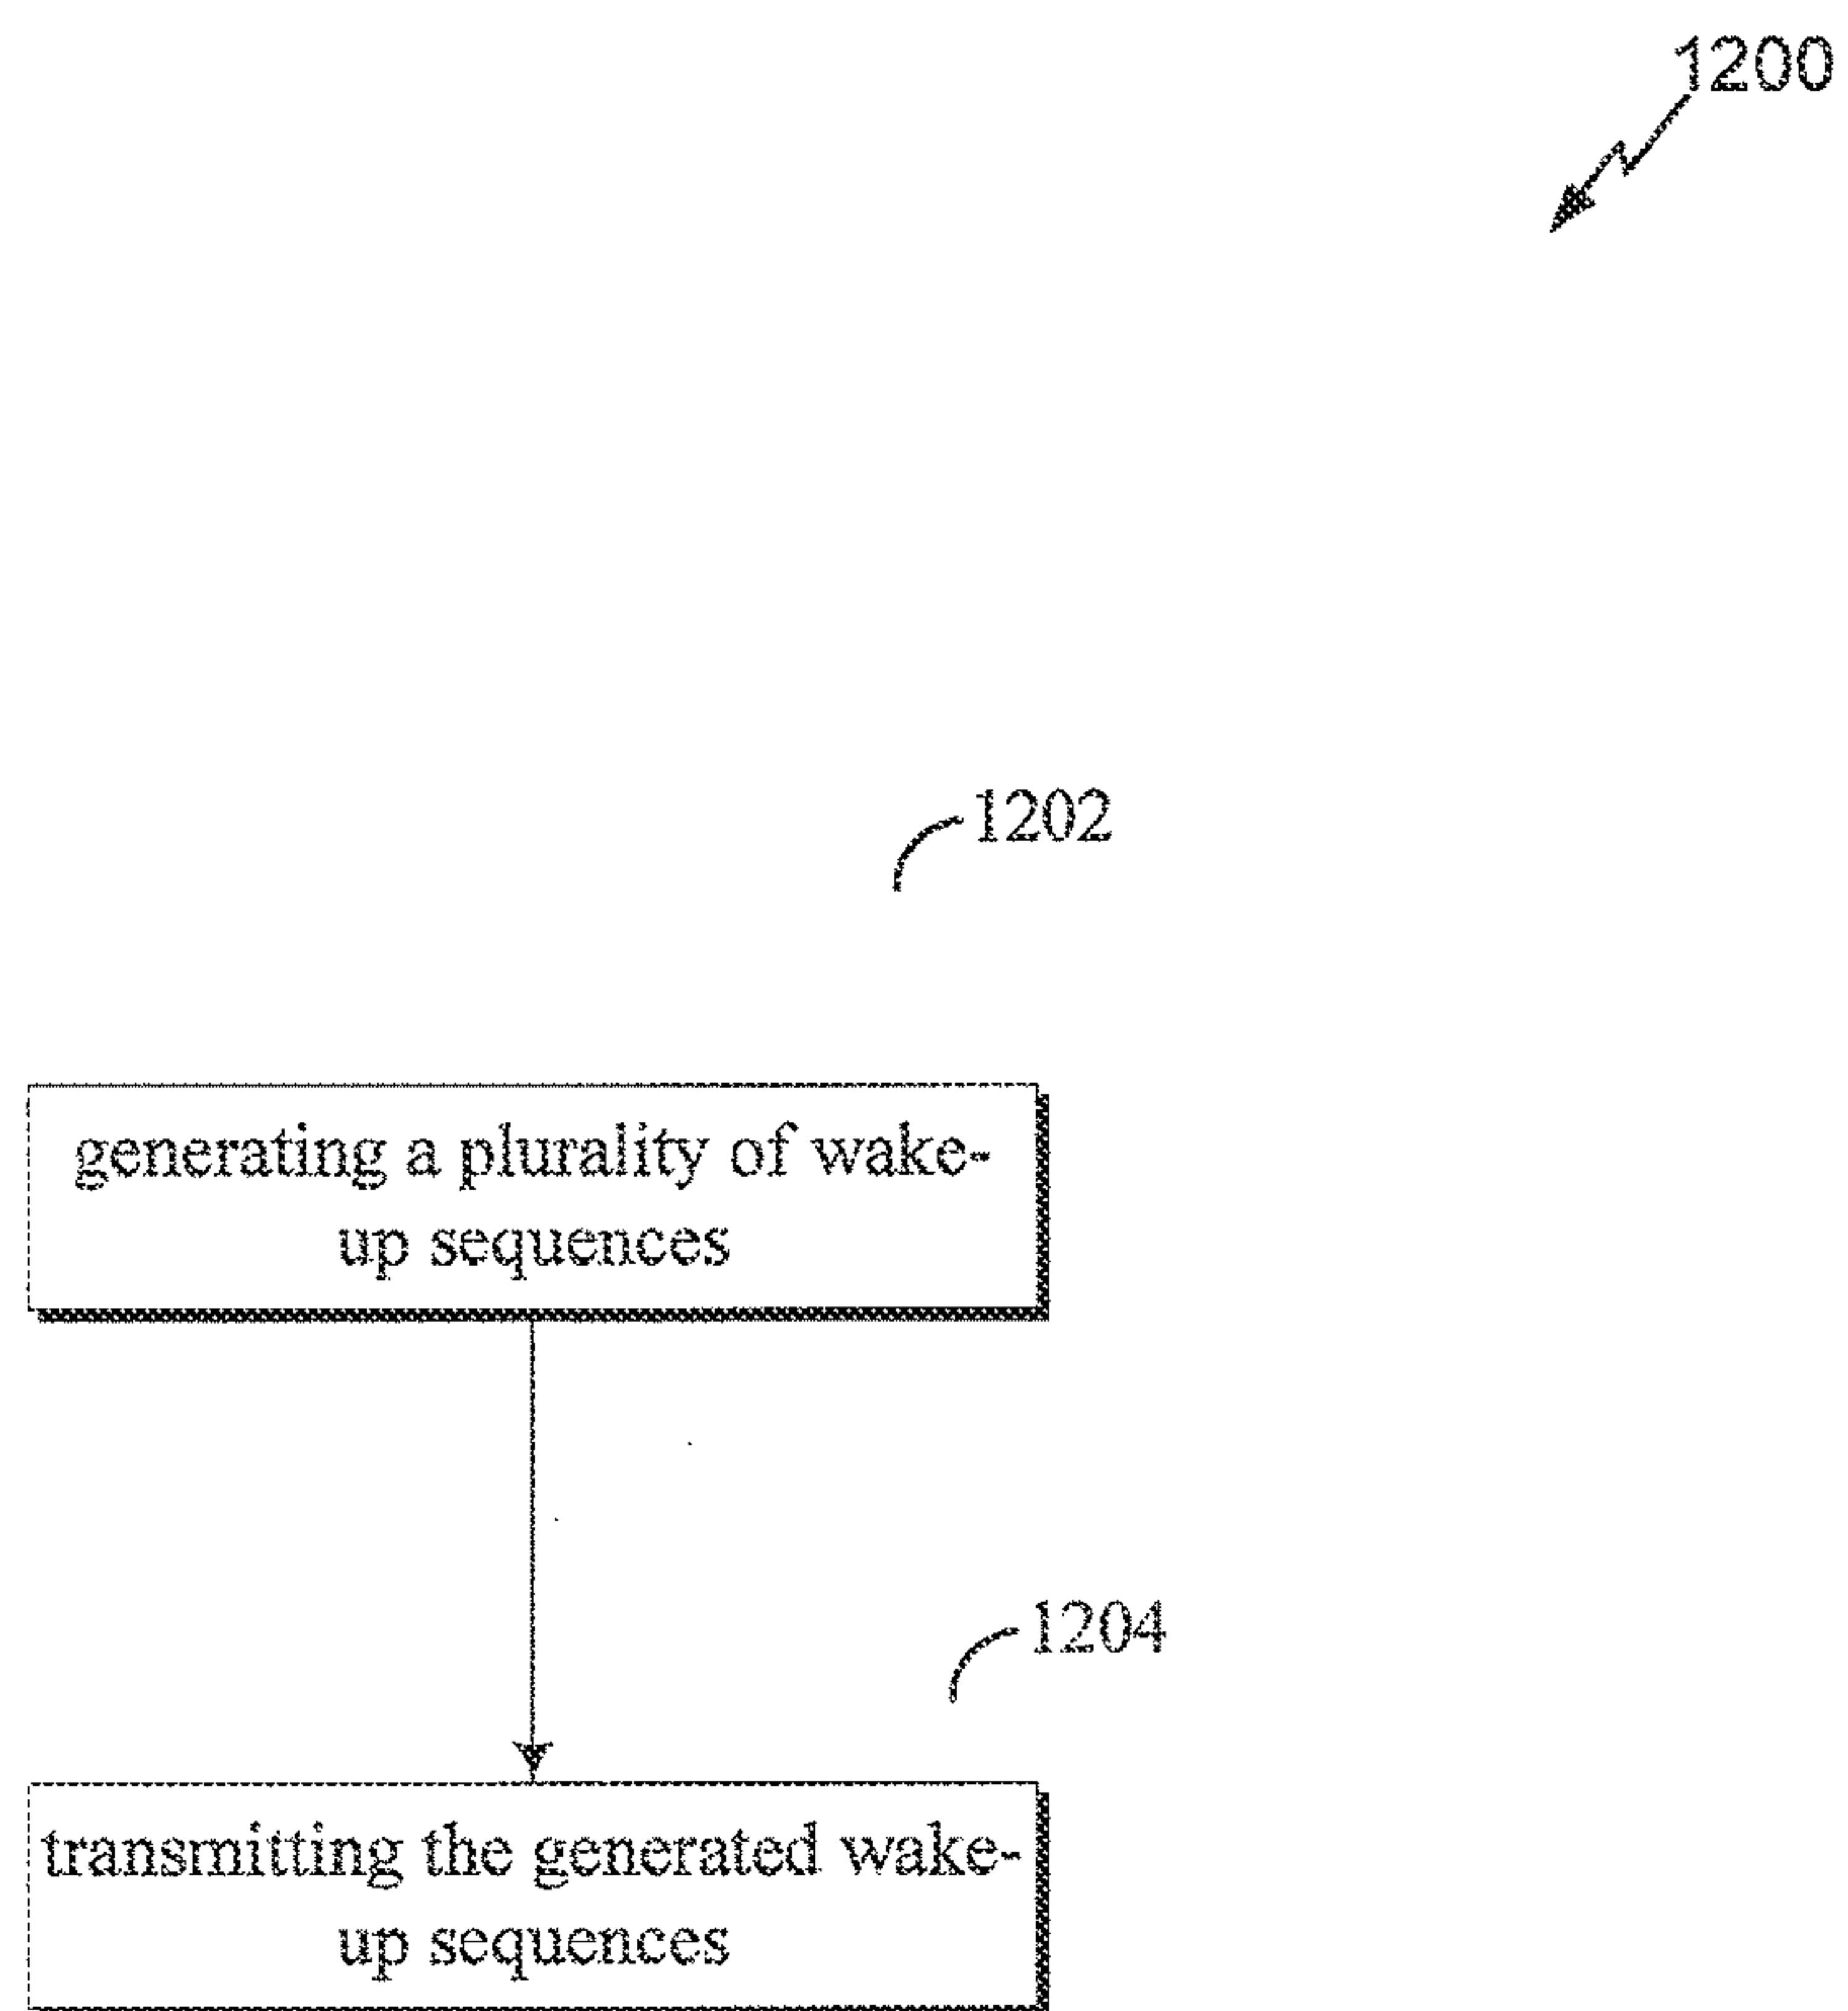 1200
1202
generating a plurality of wake-
up sequences
1204
transmitting the generated wake-
up sequences